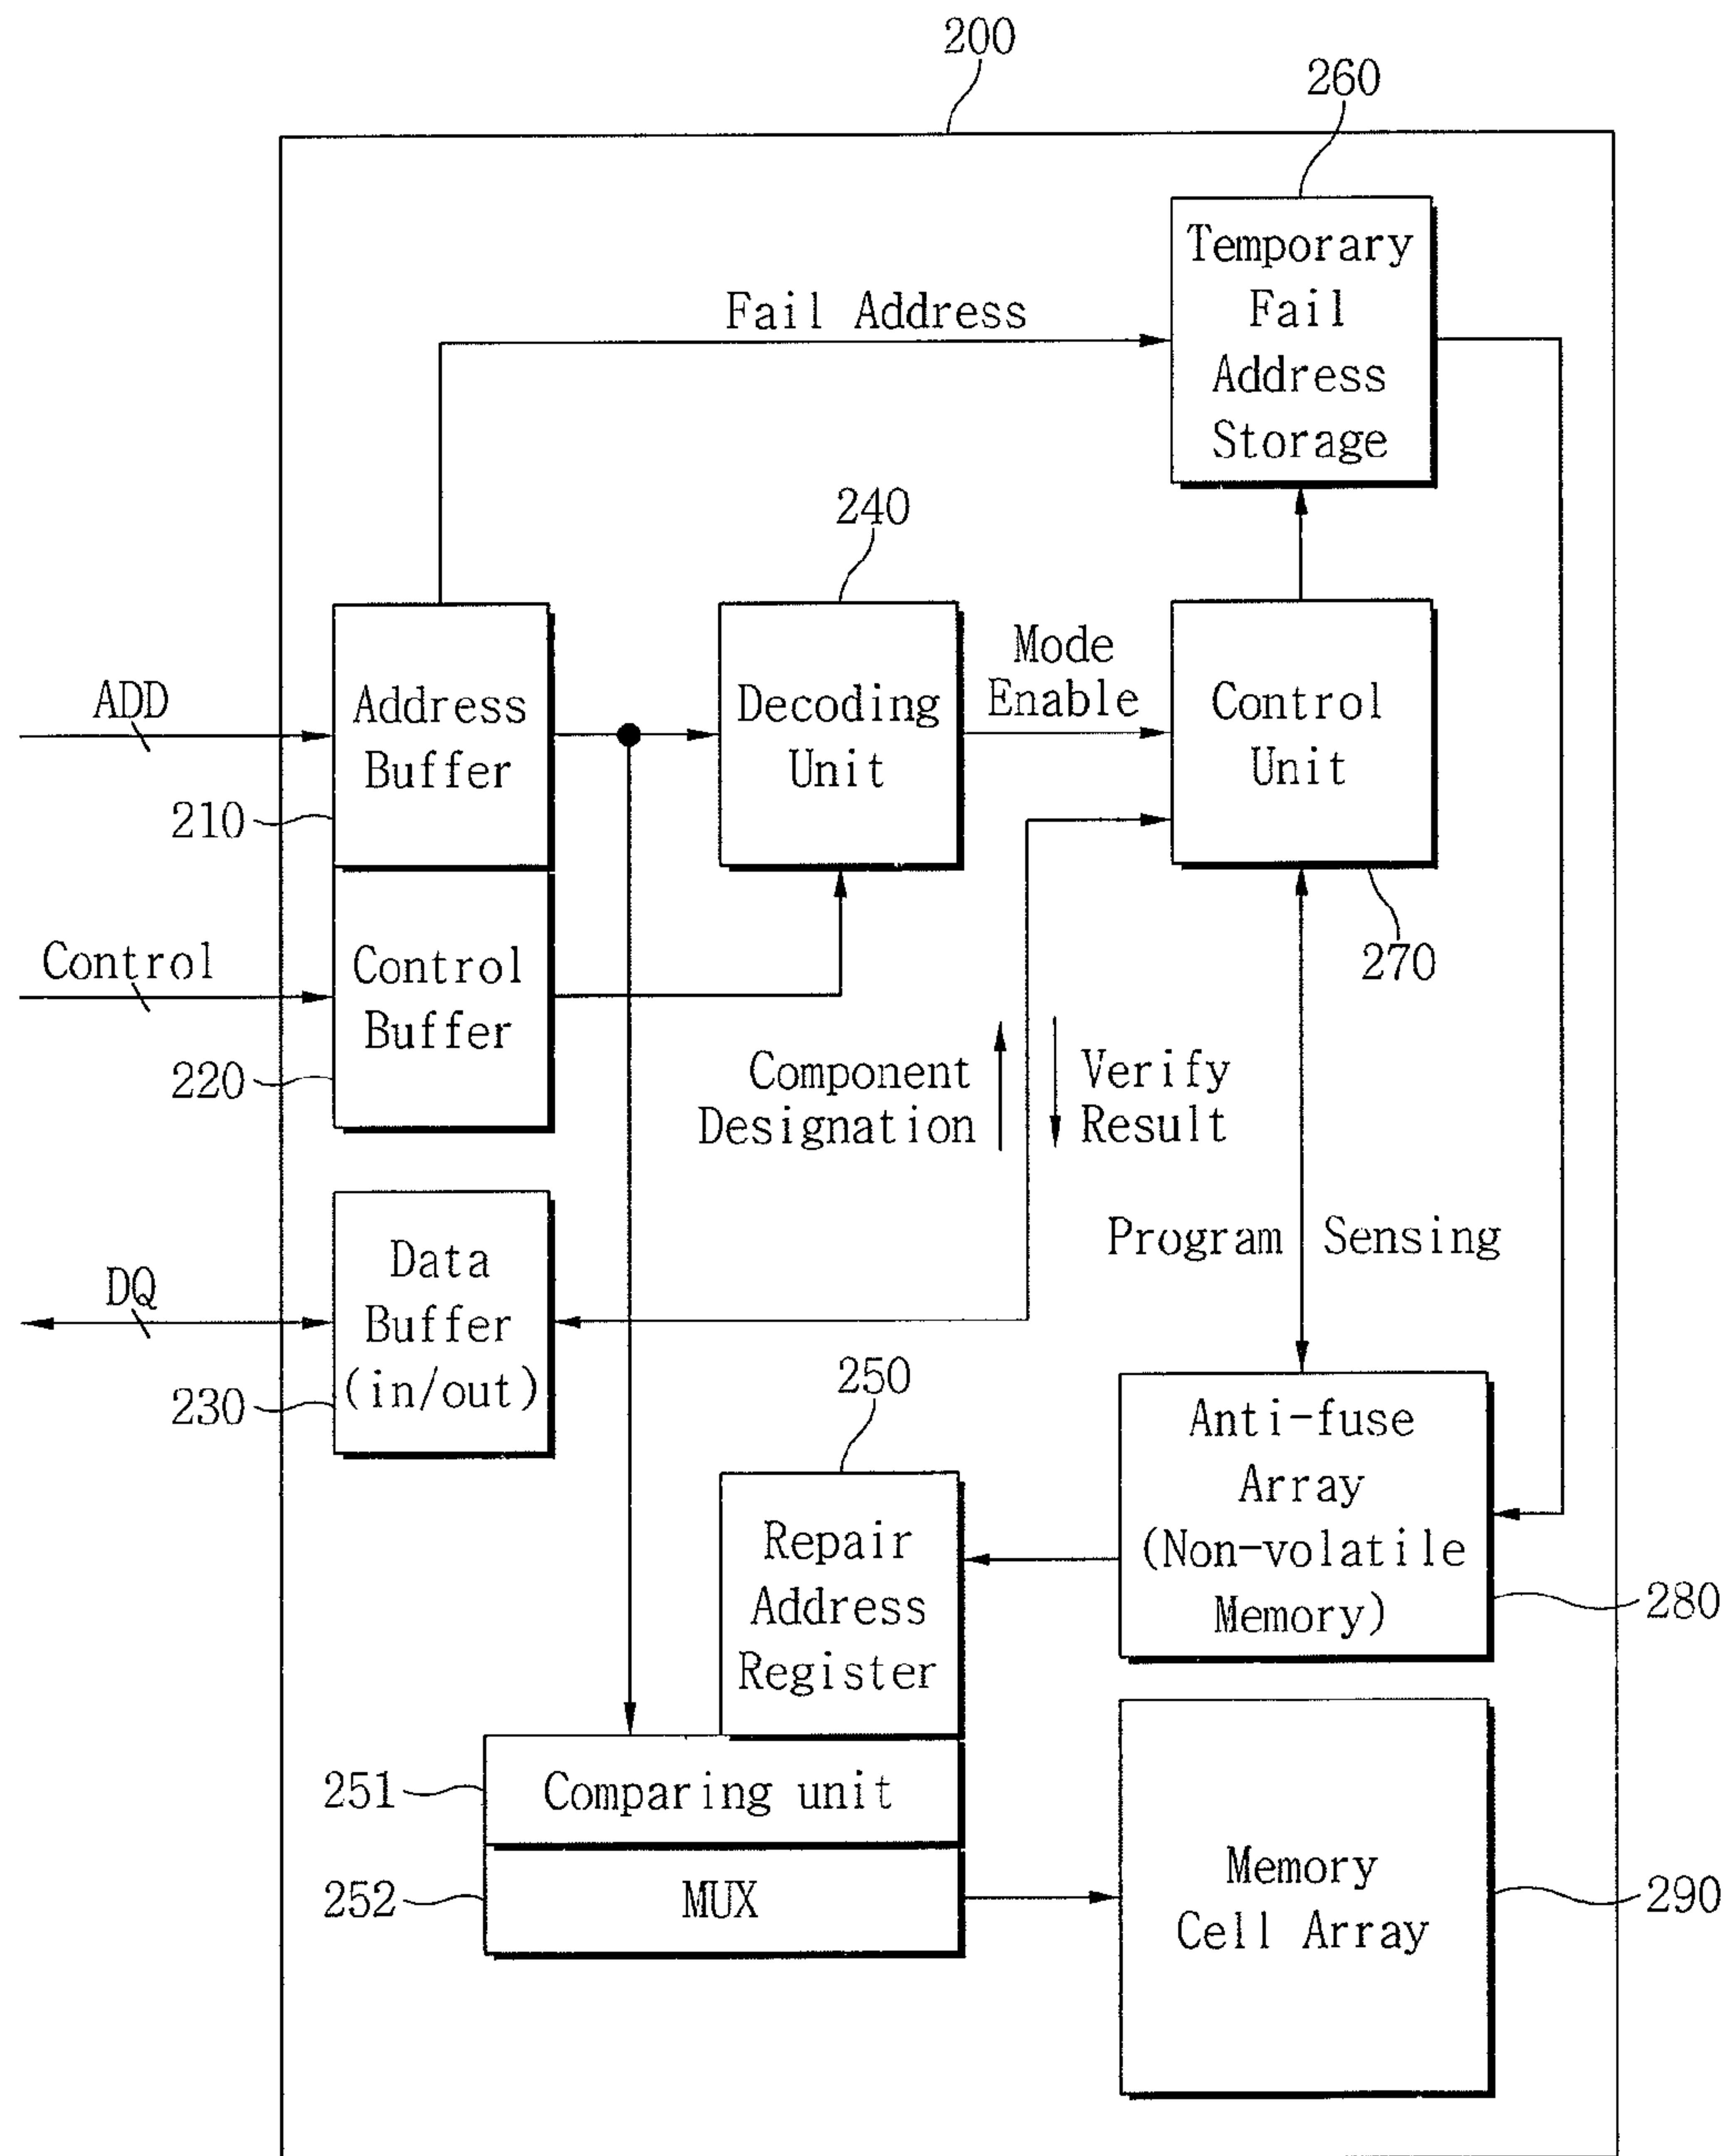 200
260
Temporary
Fail
Address
Storage
Fail Address
240
ADD
Address
Buffer
210
Decoding
Unit
Mode
Enable
Control
Unit
270
Control
Control
Buffer
220
Component
Designation
Verify
Result
Program Sensing
DQ
Data
Buffer
(in/out)
230
250
Repair
Address
Register
Anti-fuse
Array
(Non-volatile
Memory)
280
251
Comparing unit
252
MUX
Memory
Cell Array
290